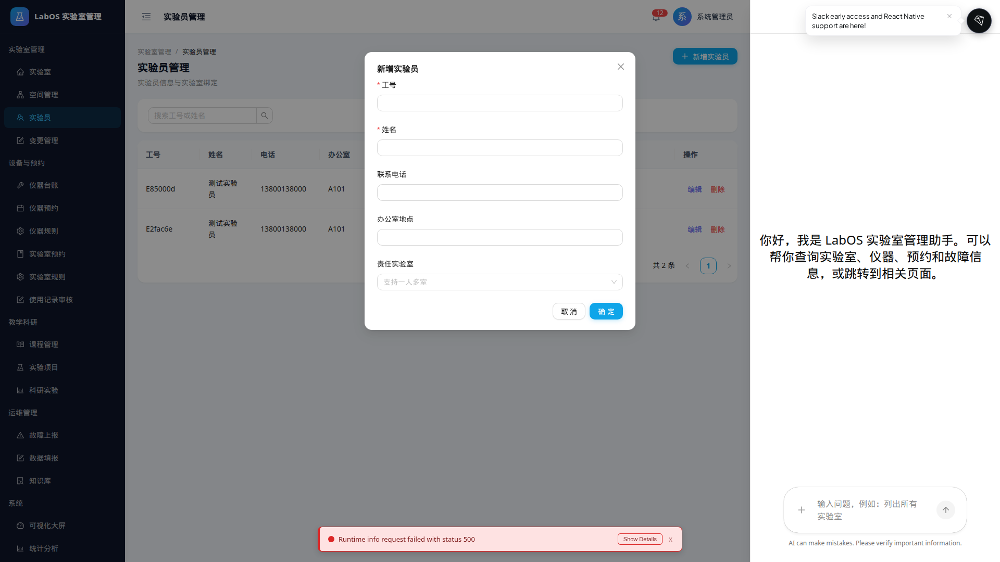 LabOS 实验室管理
实验室管理
实验室
空间管理
实验员
变更管理
设备与预约
仪器台账
仪器预约
仪器规则
实验室预约
实验室规则
使用记录审核
教学科研
课程管理
实验项目
科研实验
运维管理
故障上报
数据填报
知识库
系统
可视化大屏
统计分析
实验员管理
12
系
系统管理员
实验室管理 / 实验员管理
实验员管理
实验员信息与实验室绑定
新增实验员
搜索工号或姓名
工号 姓名 电话 办公室 操作
E85000d 测试实验员 13800138000 A101 编辑 删除
E2fac6e 测试实验员 13800138000 A101 编辑 删除
共 2 条 1
新增实验员
* 工号
* 姓名
联系电话
办公室地点
责任实验室
支持一人多室
取 消 确 定
Runtime info request failed with status 500 Show Details x
Slack early access and React Native
support are here!
你好，我是 LabOS 实验室管理助手。可以
帮你查询实验室、仪器、预约和故障信
息，或跳转到相关页面。
输入问题，例如：列出所有
实验室
AI can make mistakes. Please verify important information.